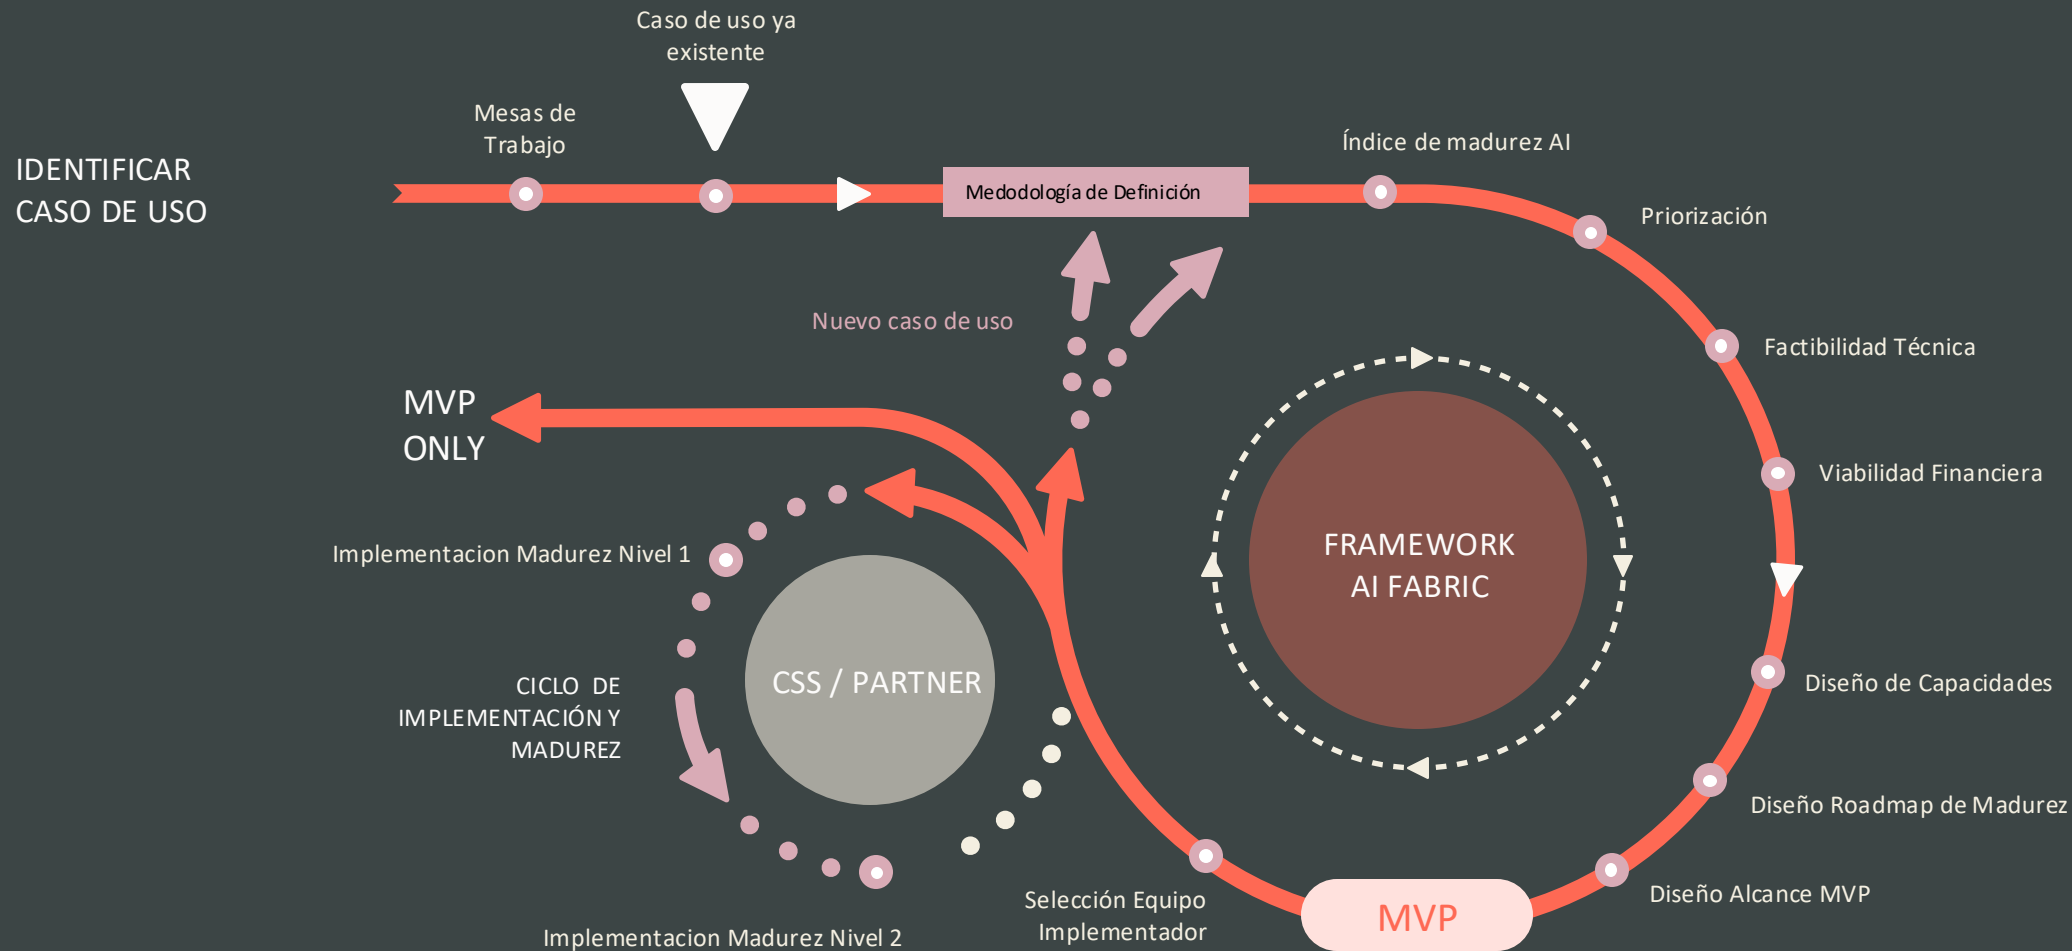 Caso de uso ya
existente
Mesas de
Trabajo
IDENTIFICAR
CASO DE USO
Medodología de Definición
Índice de madurez AI
Priorización
Nuevo caso de uso
Factibilidad Técnica
MVP
ONLY
Viabilidad Financiera
Implementacion Madurez Nivel 1
FRAMEWORK
AI FABRIC
CSS / PARTNER
CICLO DE
IMPLEMENTACIÓN Y
MADUREZ
Diseño de Capacidades
Diseño Roadmap de Madurez
Diseño Alcance MVP
Selección Equipo
Implementador
MVP
Implementacion Madurez Nivel 2